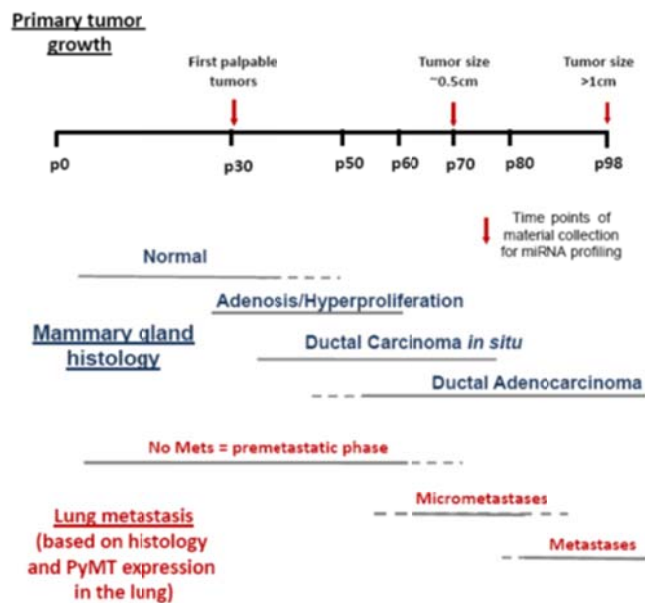 Primary tumor
growth
First palpable
tumors
Tumor size
~0.5cm
Tumor size
>1cm
p0
p30
p50
p60
p70
p80
p98
Time points of
material collection
for miRNA profiling
Normal
Adenosis/Hyperproliferation
Mammary gland
histology
Ductal Carcinoma in situ
Ductal Adenocarcinoma
No Mets = premetastatic phase
Lung metastasis
(based on histology
and PyMT expression
in the lung)
Micrometastases
Metastases